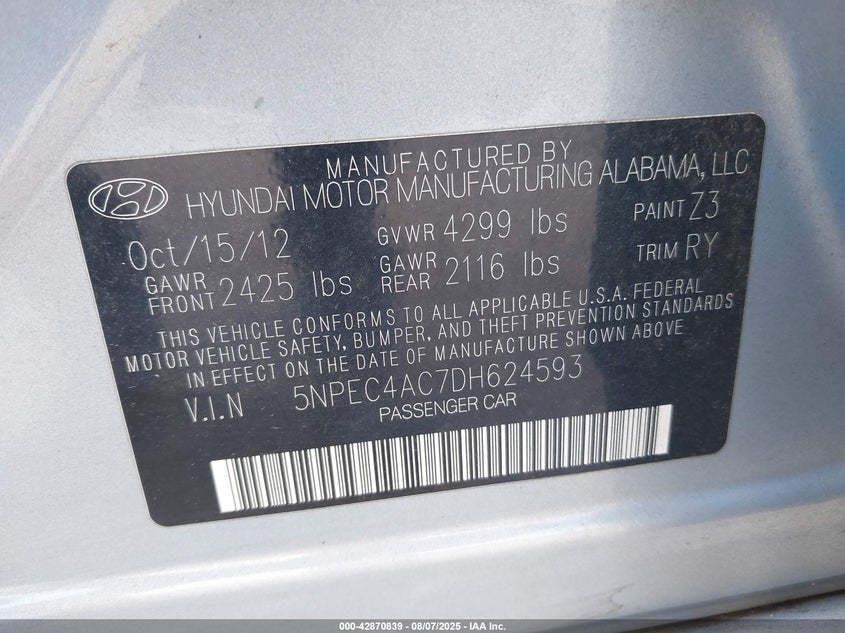 MANUFACTURED BY
HYUNDAI MOTOR MANUFACTURING ALABAMA, LLC
Oct/15/12 GVWR 4299 lbs PAINT Z3
GAWR FRONT 2425 lbs GAWR REAR 2116 lbs TRIM RY
THIS VEHICLE CONFORMS TO ALL APPLICABLE U.S.A. FEDERAL
MOTOR VEHICLE SAFETY, BUMPER, AND THEFT PREVENTION STANDARDS
IN EFFECT ON THE DATE OF MANUFACTURE SHOWN ABOVE
V.I.N 5NPEC4AC7DH624593
PASSENGER CAR
000-42870839 - 08/07/2025 - IAA Inc.